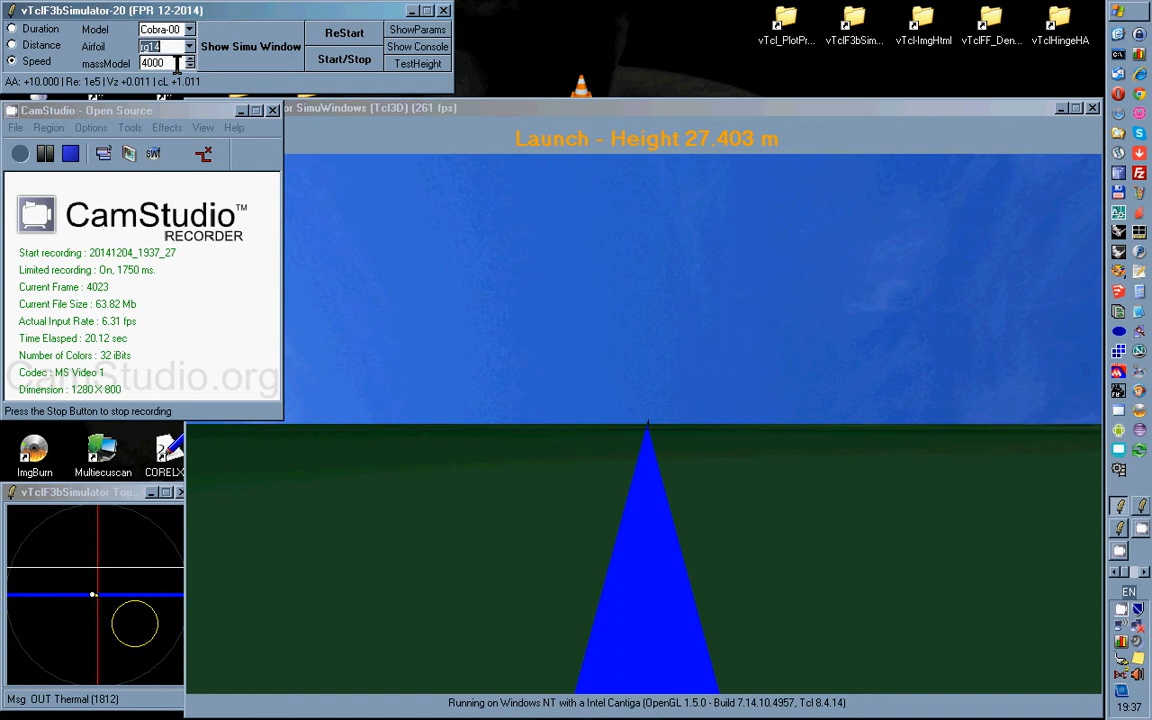 vTclF3bSimulator-20 (FPR 12-2014)
Duration
Model
Cobra-00
Distance
Airfoil
rg14
Speed
massModel
4000
Show Simu Window
ReStart
Start/Stop
ShowParams
Show Console
TestHeight
AA: +10.000 | Re: 1e5 | Vz +0.011 | cL +1.011
vTcl_PlotPr...
vTclF3bSim...
vTcl-ImgHtml
vTclFF_Den...
vTclHingeHA
CamStudio - Open Source
or SimuWindows [Tcl3D] (261 fps)
File Region Options Tools Effects View Help
Launch - Height 27.403 m
CamStudio™
RECORDER
Start recording : 20141204_1937_27
Limited recording : On, 1750 ms.
Current Frame : 4023
Current File Size : 63.82 Mb
Actual Input Rate : 6.31 fps
Time Elasped : 20.12 sec
Number of Colors : 32 iBits
Codec : MS Video 1
Dimension : 1280 X 800
CamStudio.org
Press the Stop Button to stop recording
ImgBurn
Multiecuscan
CORELX
vTclF3bSimulator Top...
Msg OUT Thermal (1812)
Running on Windows NT with a Intel Cantiga (OpenGL 1.5.0 - Build 7.14.10.4957, Tcl 8.4.14)
EN
19:37